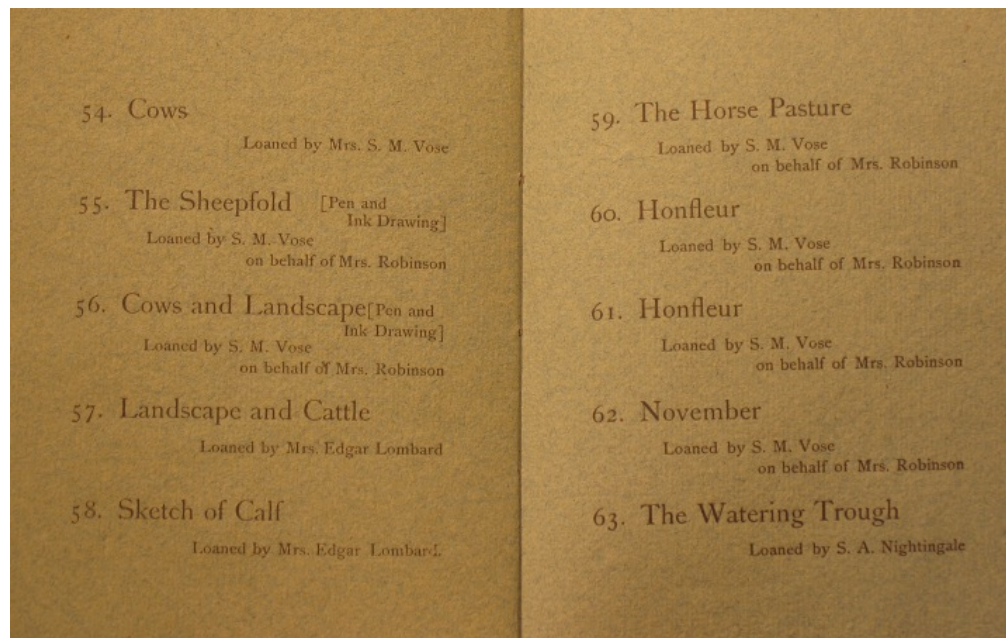 54. Cows
Loaned by Mrs. S. M. Vose
55. The Sheepfold [Pen and
Ink Drawing]
Loaned by S. M. Vose
on behalf of Mrs. Robinson
56. Cows and Landscape[Pen and
Ink Drawing]
Loaned by S. M. Vose
on behalf of Mrs. Robinson
57. Landscape and Cattle
Loaned by Mrs. Edgar Lombard
58. Sketch of Calf
Loaned by Mrs. Edgar Lombard.
59. The Horse Pasture
Loaned by S. M. Vose
on behalf of Mrs. Robinson
60. Honfleur
Loaned by S. M. Vose
on behalf of Mrs. Robinson
61. Honfleur
Loaned by S. M. Vose
on behalf of Mrs. Robinson
62. November
Loaned by S. M. Vose
on behalf of Mrs. Robinson
63. The Watering Trough
Loaned by S. A. Nightingale